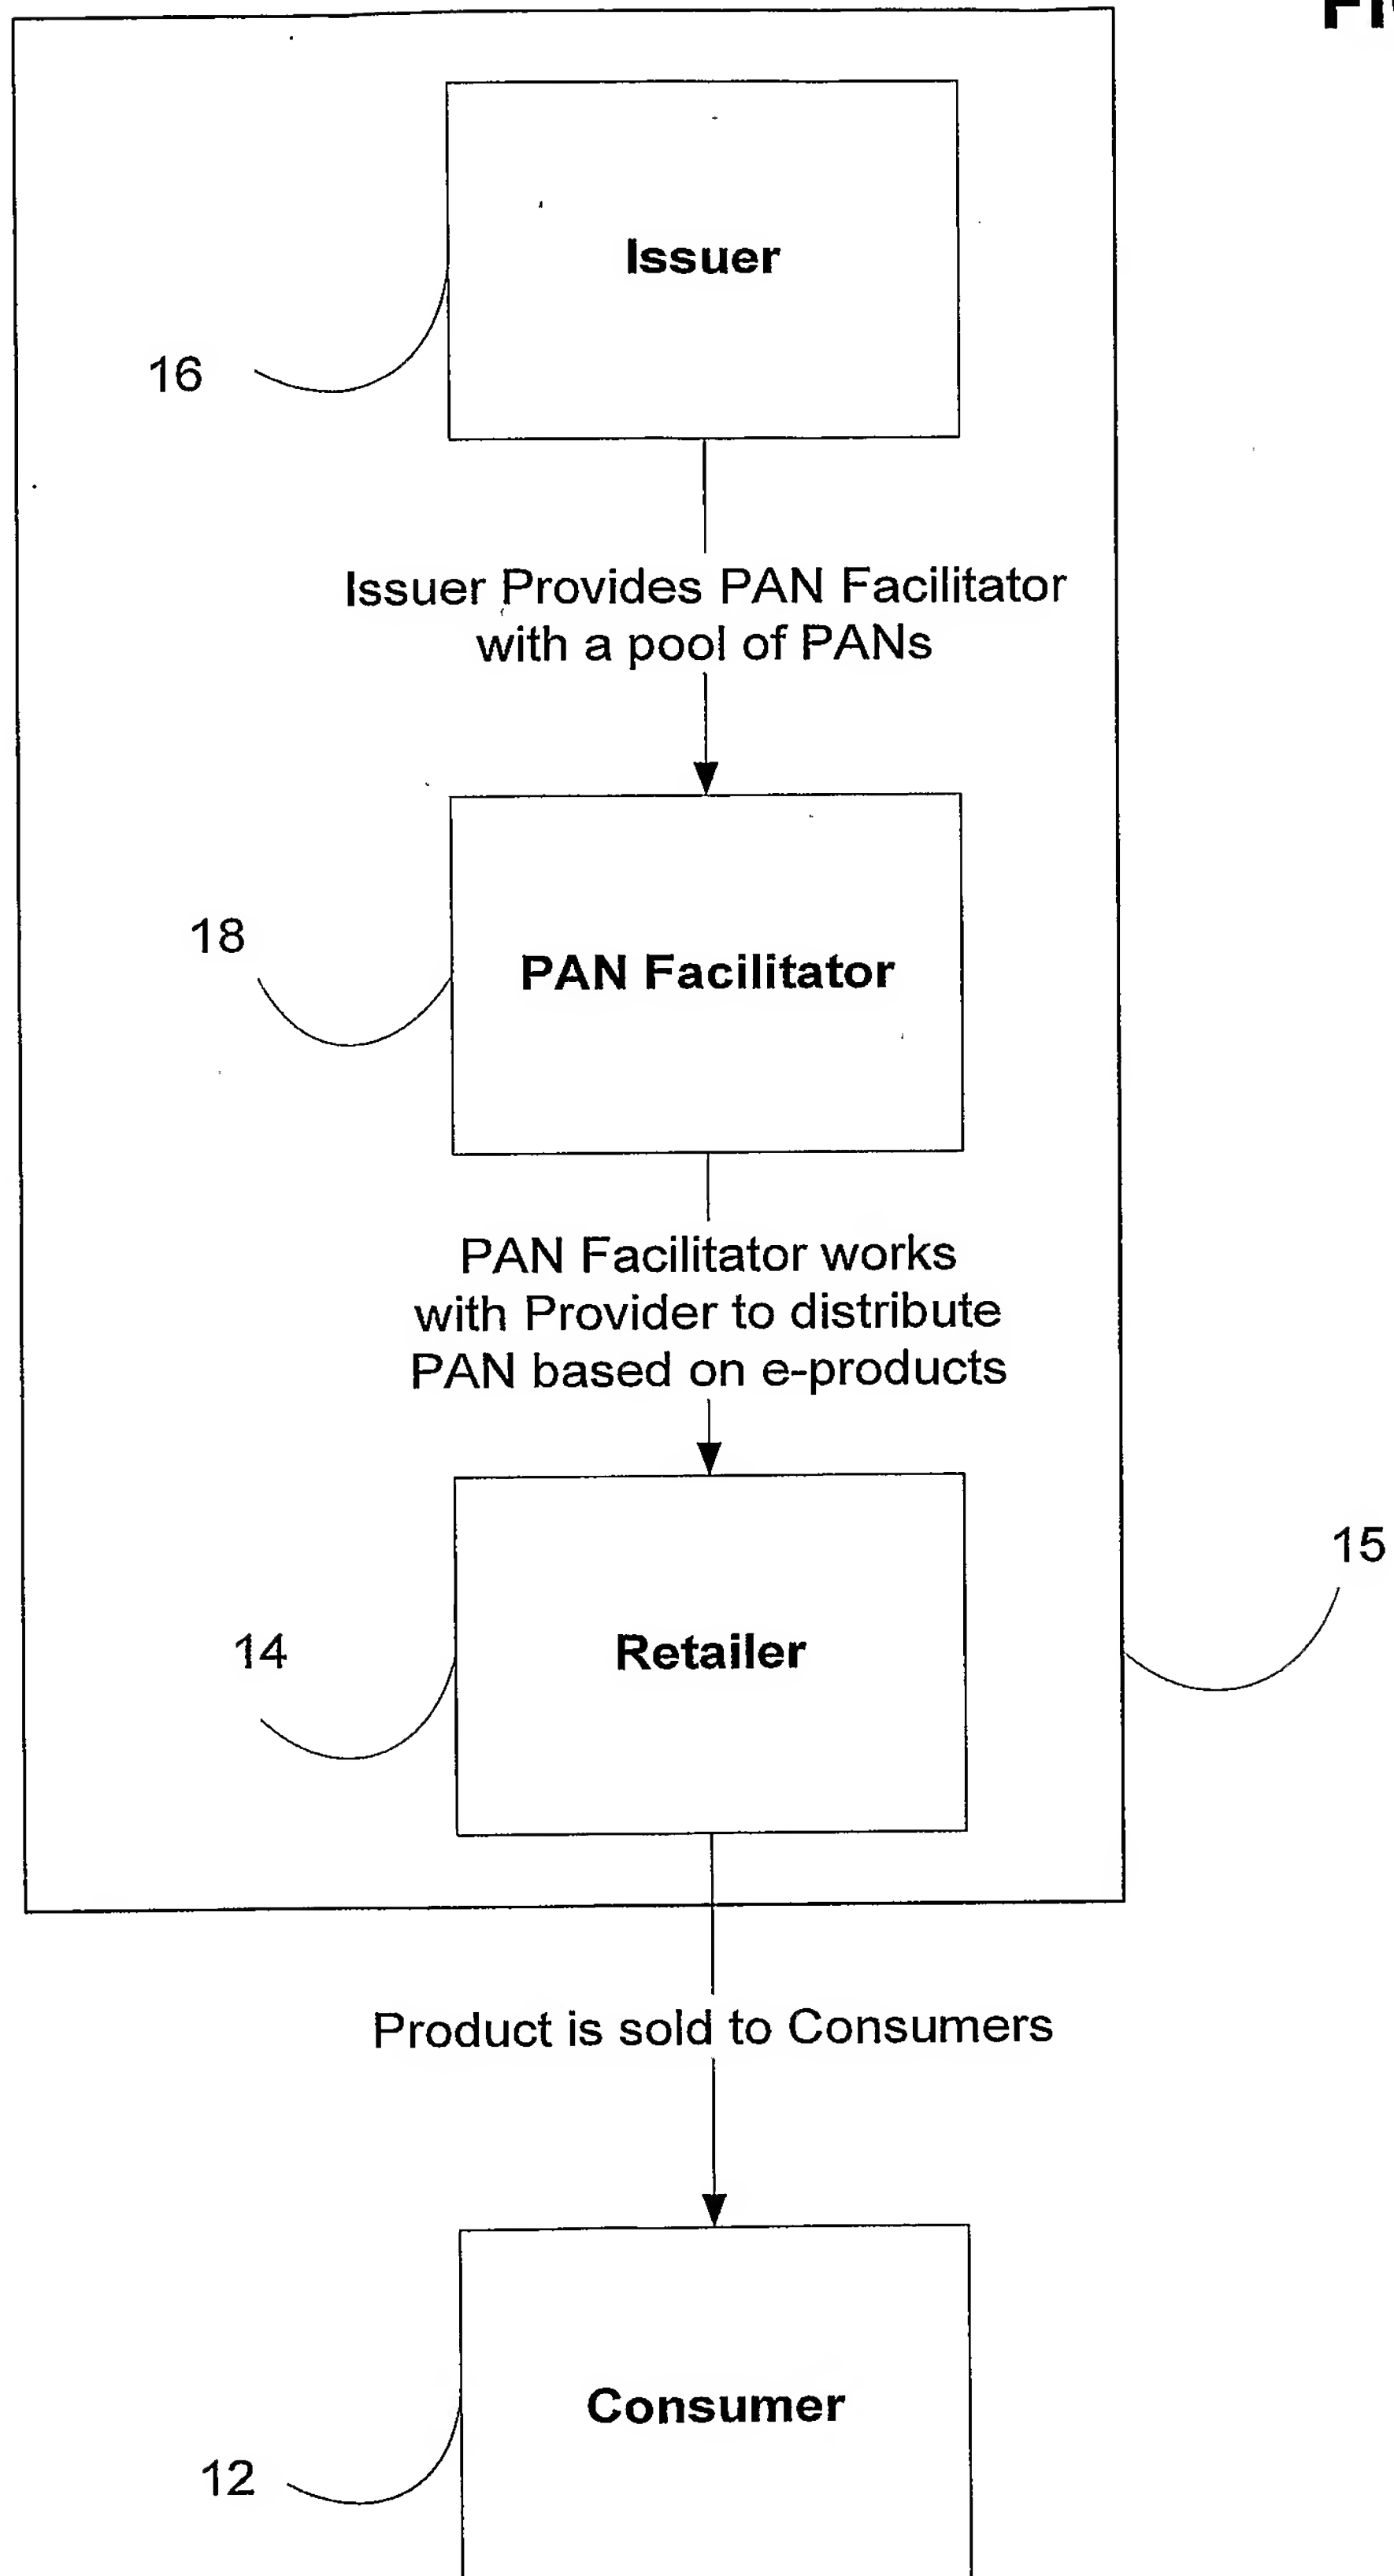 Issuer
16
Issuer Provides PAN Facilitator
with a pool of PANs
18
PAN Facilitator
PAN Facilitator works
with Provider to distribute
PAN based on e-products
15
14
Retailer
Product is sold to Consumers
Consumer
12